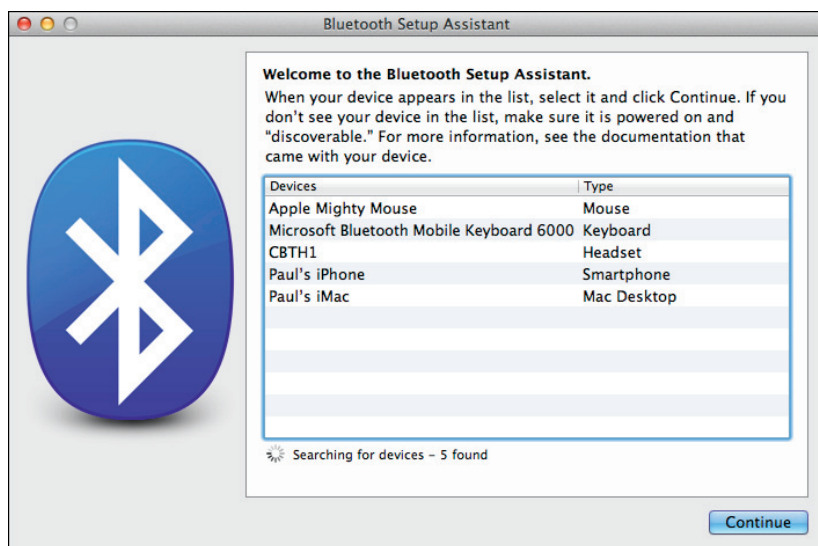 Bluetooth Setup Assistant
Welcome to the Bluetooth Setup Assistant.
When your device appears in the list, select it and click Continue. If you
don't see your device in the list, make sure it is powered on and
"discoverable." For more information, see the documentation that
came with your device.
Devices Type
Apple Mighty Mouse Mouse
Microsoft Bluetooth Mobile Keyboard 6000 Keyboard
CBTH1 Headset
Paul's iPhone Smartphone
Paul's iMac Mac Desktop
Searching for devices – 5 found
Continue